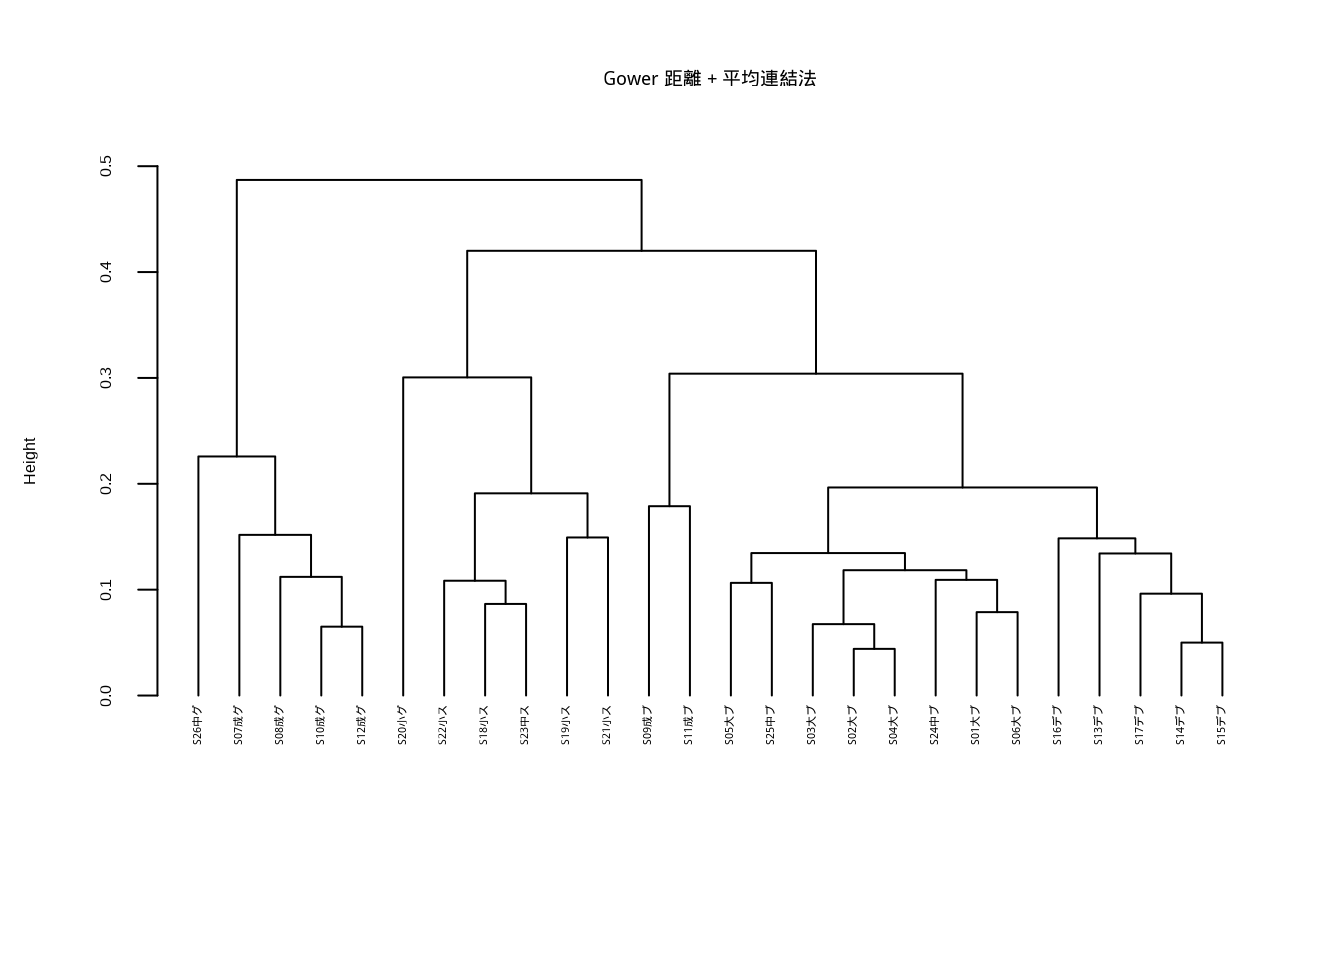 Gower 距離 + 平均連結法
Height
0.5
0.4
0.3
0.2
0.1
0.0
S26中グ
S07成グ
S08成グ
S10成グ
S12成グ
S20小グ
S22小ス
S18小ス
S23中ス
S19小ス
S21小ス
S09成ブ
S11成ブ
S05大ブ
S25中ブ
S03大ブ
S02大ブ
S04大ブ
S24中ブ
S01大ブ
S06大ブ
S16デブ
S13デブ
S17デブ
S14デブ
S15デブ